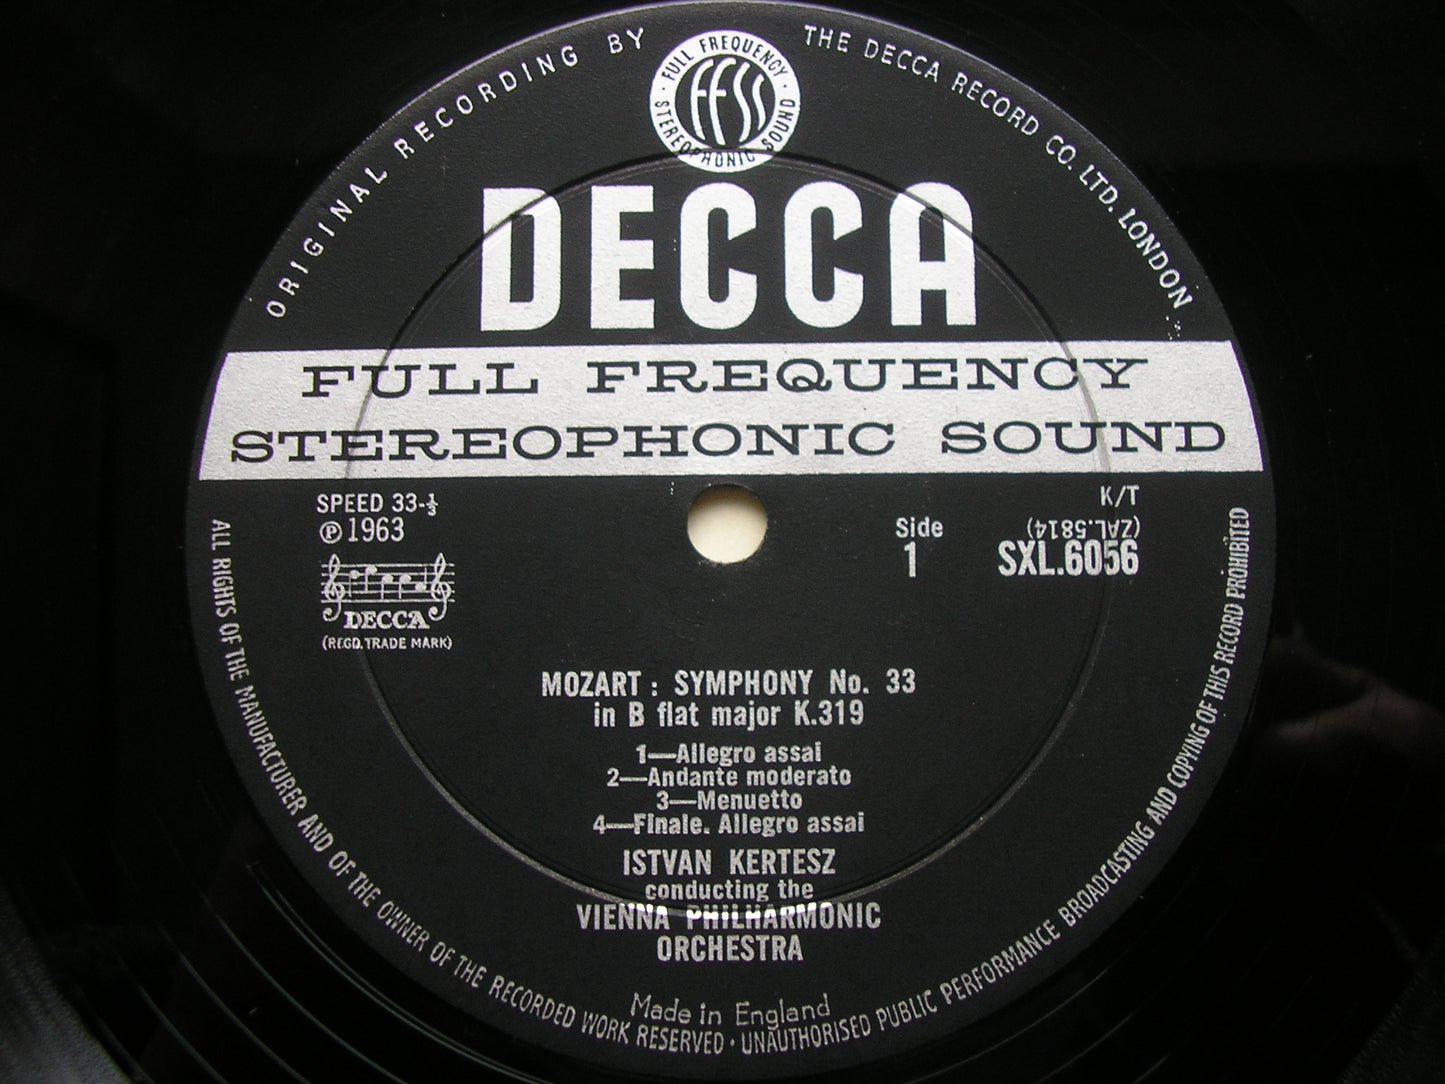 ORIGINAL RECORDING BY
THE DECCA RECORD CO. LTD. LONDON
FULL FREQUENCY
STEREOPHONIC SOUND
FFSS
DECCA
FULL FREQUENCY
STEREOPHONIC SOUND
SPEED 33-⅓
℗1963
K/T
(ZAL.5814)
Side
1
SXL.6056
DECCA
(REGD. TRADE MARK)
MOZART : SYMPHONY No. 33
in B flat major K.319
1—Allegro assai
2—Andante moderato
3—Menuetto
4—Finale. Allegro assai
ISTVAN KERTESZ
conducting the
VIENNA PHILHARMONIC
ORCHESTRA
Made in England
ALL RIGHTS OF THE MANUFACTURER AND OF THE OWNER OF THE RECORDED WORK RESERVED · UNAUTHORISED PUBLIC PERFORMANCE BROADCASTING AND COPYING OF THIS RECORD PROHIBITED